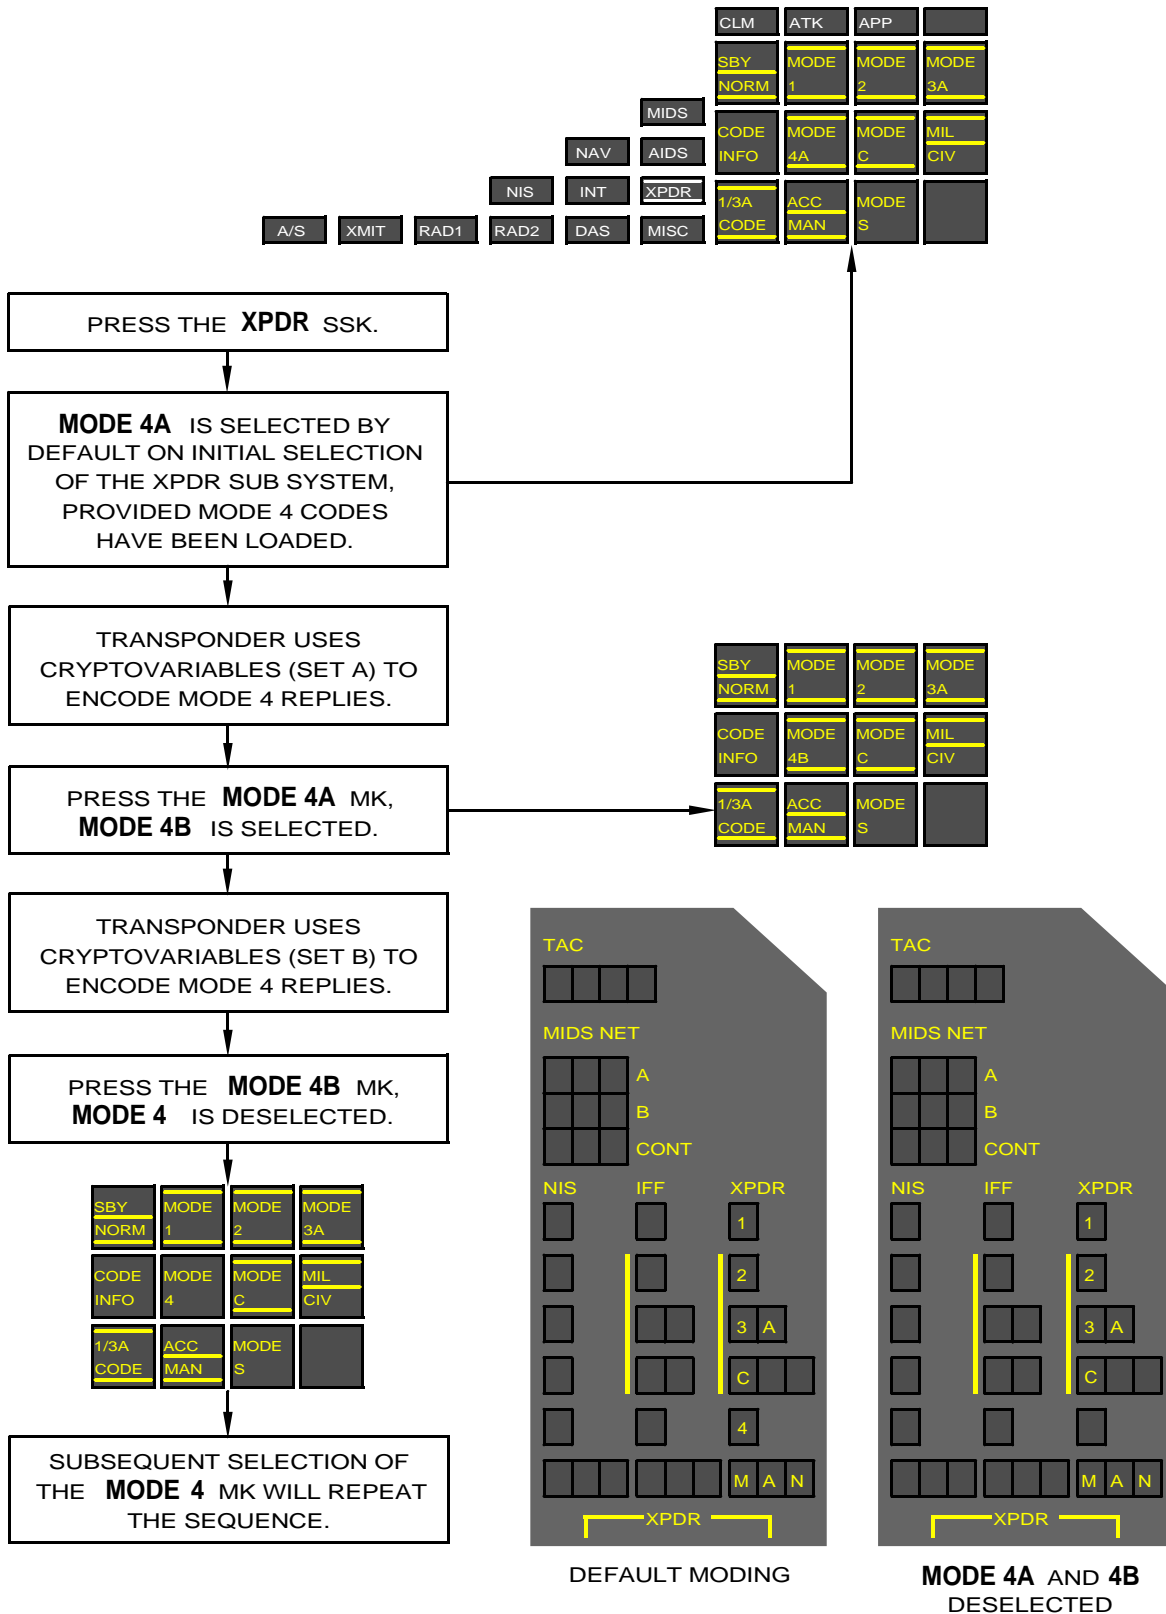 CLM ATK APP
SBY MODE MODE MODE
NORM 1 2 3A
MIDS
CODE MODE MODE MIL
NAV AIDS INFO 4A C CIV
NIS INT XPDR
1/3A ACC MODE
A/S XMIT RAD1 RAD2 DAS MISC CODE MAN S
PRESS THE XPDR SSK.
MODE 4A IS SELECTED BY
DEFAULT ON INITIAL SELECTION
OF THE XPDR SUB SYSTEM,
PROVIDED MODE 4 CODES
HAVE BEEN LOADED.
TRANSPONDER USES
CRYPTOVARIABLES (SET A) TO
ENCODE MODE 4 REPLIES.
SBY MODE MODE MODE
NORM 1 2 3A
CODE MODE MODE MIL
INFO 4B C CIV
1/3A ACC MODE
CODE MAN S
PRESS THE MODE 4A MK,
MODE 4B IS SELECTED.
TRANSPONDER USES
CRYPTOVARIABLES (SET B) TO
ENCODE MODE 4 REPLIES.
PRESS THE MODE 4B MK,
MODE 4 IS DESELECTED.
SBY MODE MODE MODE
NORM 1 2 3A
CODE MODE MODE MIL
INFO 4 C CIV
1/3A ACC MODE
CODE MAN S
SUBSEQUENT SELECTION OF
THE MODE 4 MK WILL REPEAT
THE SEQUENCE.
TAC
MIDS NET
A
B
CONT
NIS IFF XPDR
1
2
3 A
C
4
M A N
XPDR
DEFAULT MODING
TAC
MIDS NET
A
B
CONT
NIS IFF XPDR
1
2
3 A
C
M A N
XPDR
MODE 4A AND 4B
DESELECTED